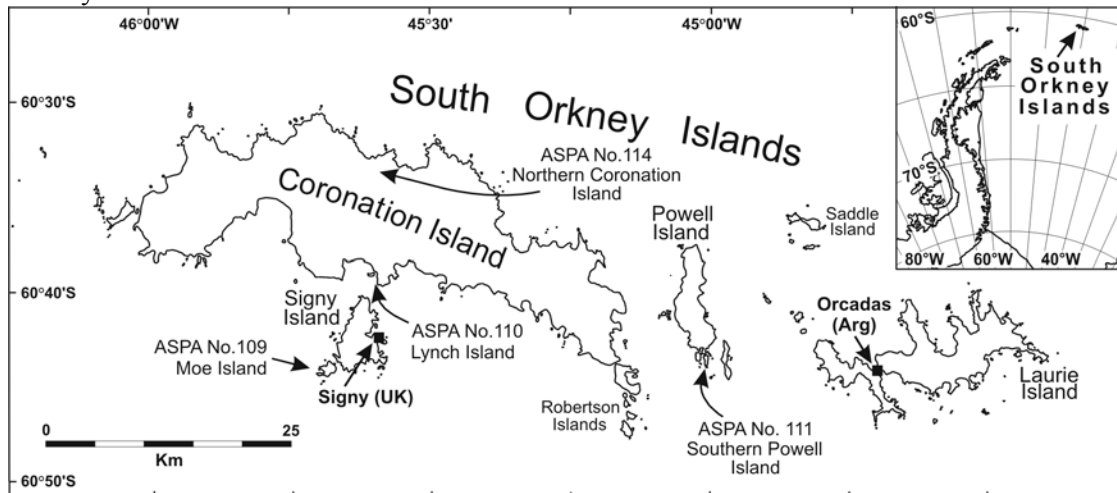 46°00'W
45°30'
45°00'
60°S
South
Orkney
Islands
70°S
80°W
60°W
40°W
60°30'S
South Orkney Islands
ASPA No.114
Northern Coronation
Island
Coronation Island
Powell
Island
Saddle
Island
60°40'S
Signy
Island
ASPA No.110
Lynch Island
Orcadas
(Arg)
ASPA No.109
Moe Island
Signy (UK)
Laurie
Island
Robertson
Islands
ASPA No. 111
Southern Powell
Island
0
25
Km
60°50'S